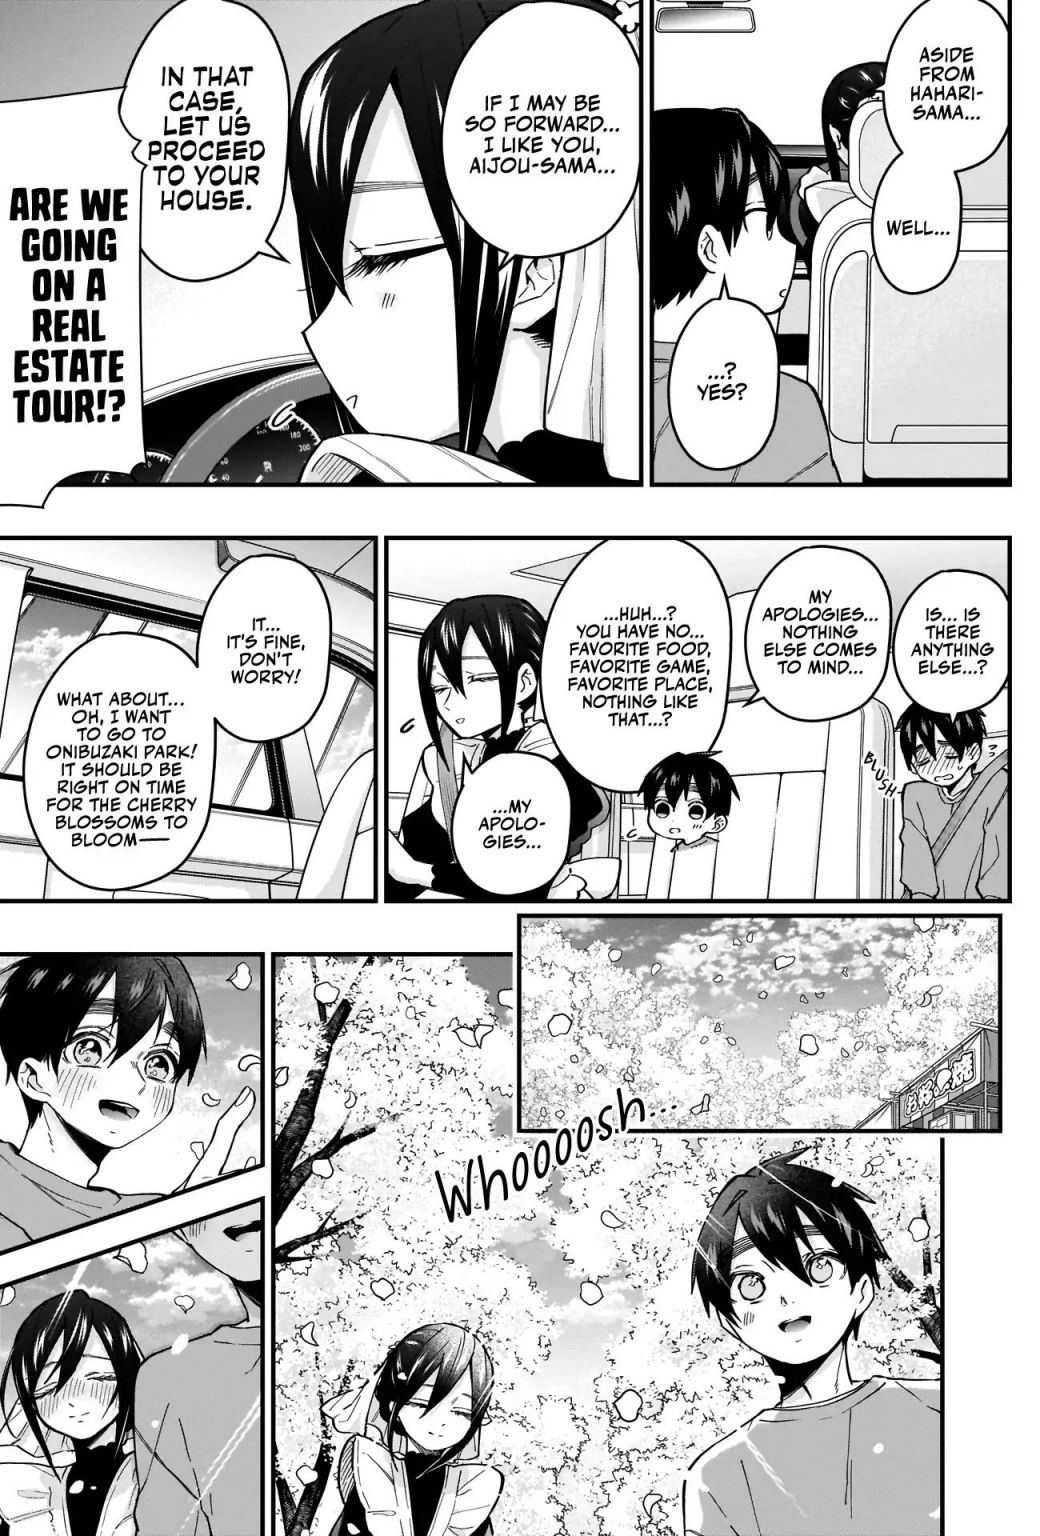 ASIDE
FROM
HAHARI-
SAMA...
WELL...
...?
YES?
IF I MAY BE
SO FORWARD...
I LIKE YOU,
AIJOU-SAMA...
IN THAT
CASE,
LET US
PROCEED
TO YOUR
HOUSE.
ARE WE
GOING
ON A
REAL
ESTATE
TOUR!?
IS... IS
THERE
ANYTHING
ELSE...?
BLUSH
MY
APOLOGIES...
NOTHING
ELSE COMES
TO MIND...
...HUH...?
YOU HAVE NO...
FAVORITE FOOD,
FAVORITE GAME,
FAVORITE PLACE,
NOTHING LIKE
THAT...?
...MY
APOLO-
GIES...
IT...
IT'S FINE,
DON'T
WORRY!
WHAT ABOUT...
OH, I WANT
TO GO TO
ONIBUZAKI PARK!
IT SHOULD BE
RIGHT ON TIME
FOR THE CHERRY
BLOSSOMS TO
BLOOM——
Whoooosh...